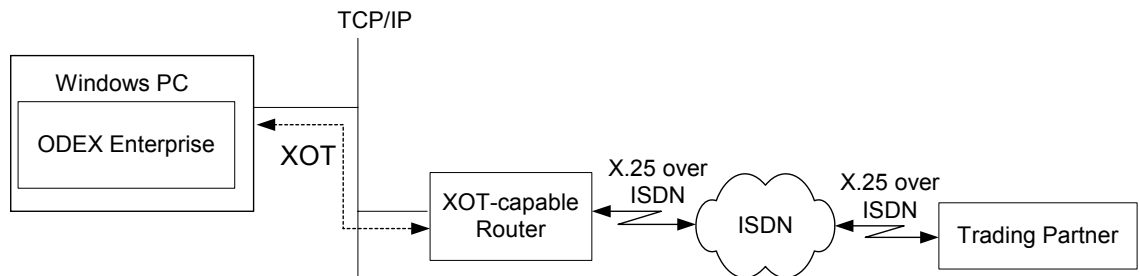 TCP/IP
Windows PC
ODEX Enterprise
XOT
XOT-capable
Router
X.25 over
ISDN
ISDN
X.25 over
ISDN
Trading Partner